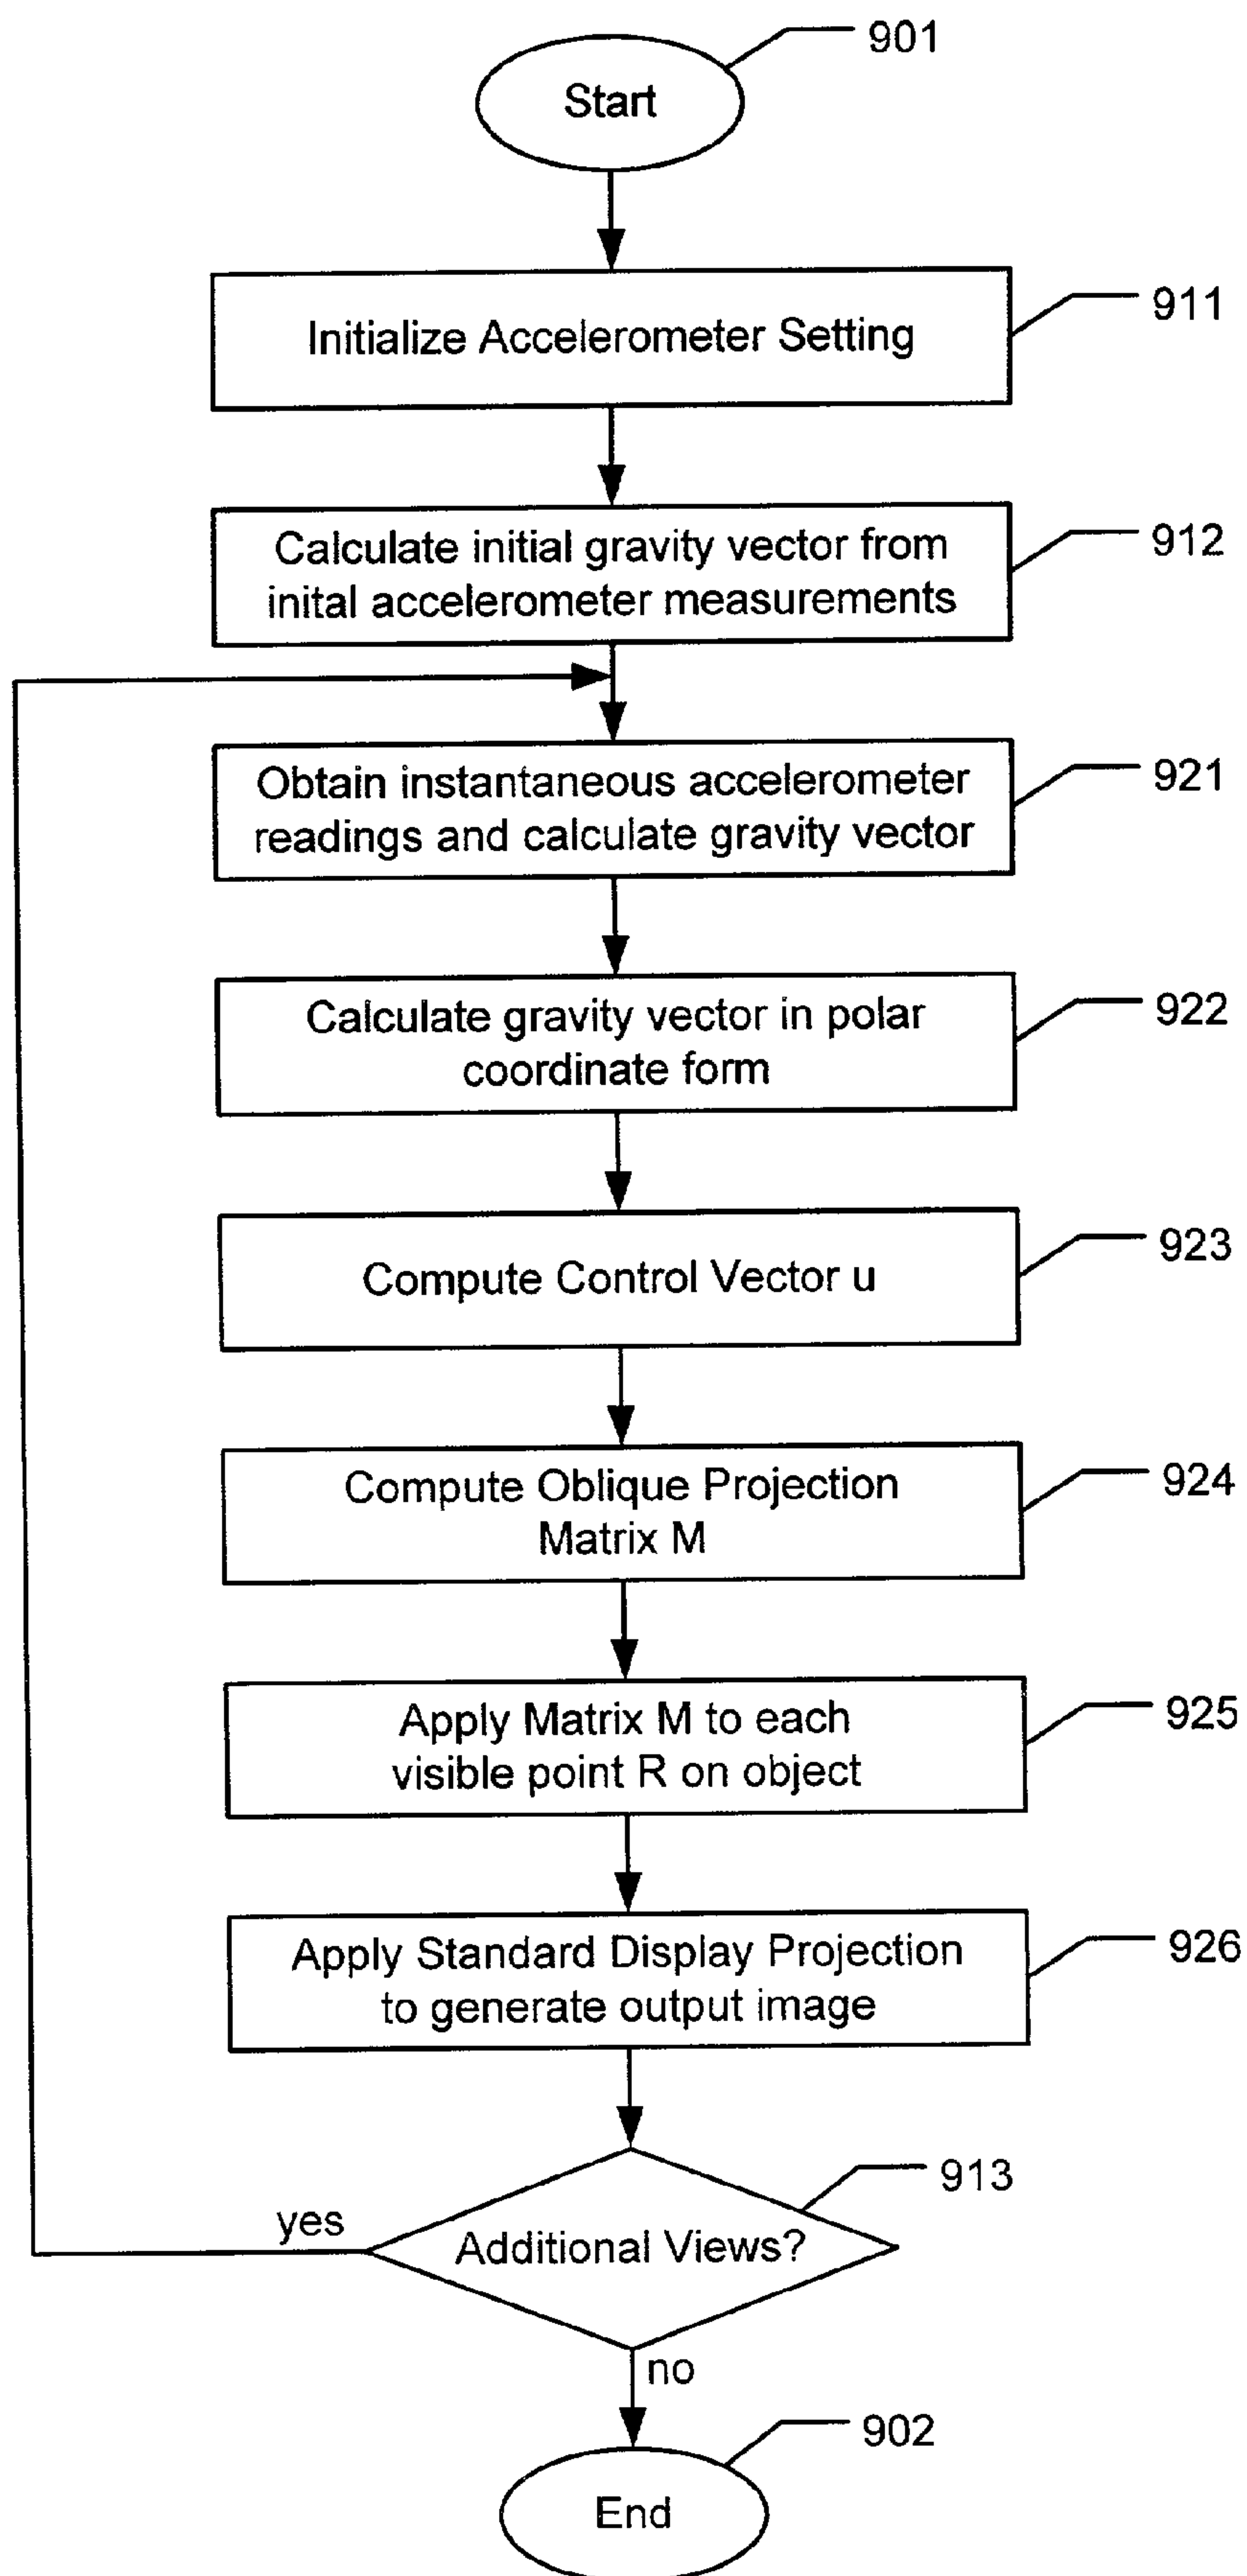 901
Start
911
Initialize Accelerometer Setting
912
Calculate initial gravity vector from
inital accelerometer measurements
921
Obtain instantaneous accelerometer
readings and calculate gravity vector
922
Calculate gravity vector in polar
coordinate form
923
Compute Control Vector u
924
Compute Oblique Projection
Matrix M
925
Apply Matrix M to each
visible point R on object
926
Apply Standard Display Projection
to generate output image
913
yes
Additional Views?
no
902
End